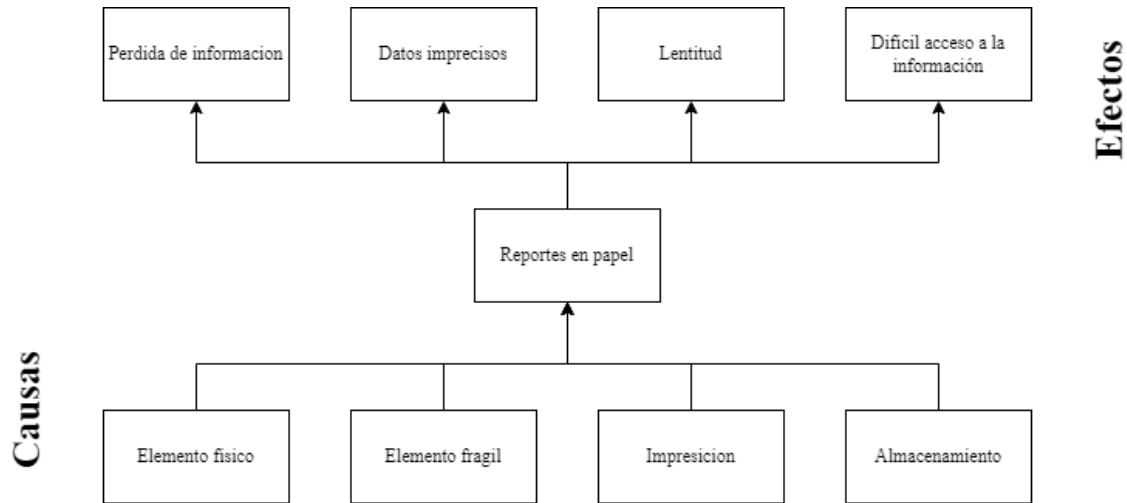 Perdida de informacion
Datos imprecisos
Lentitud
Difícil acceso a la
información
Efectos
Reportes en papel
Causas
Elemento físico
Elemento fragil
Impresicion
Almacenamiento